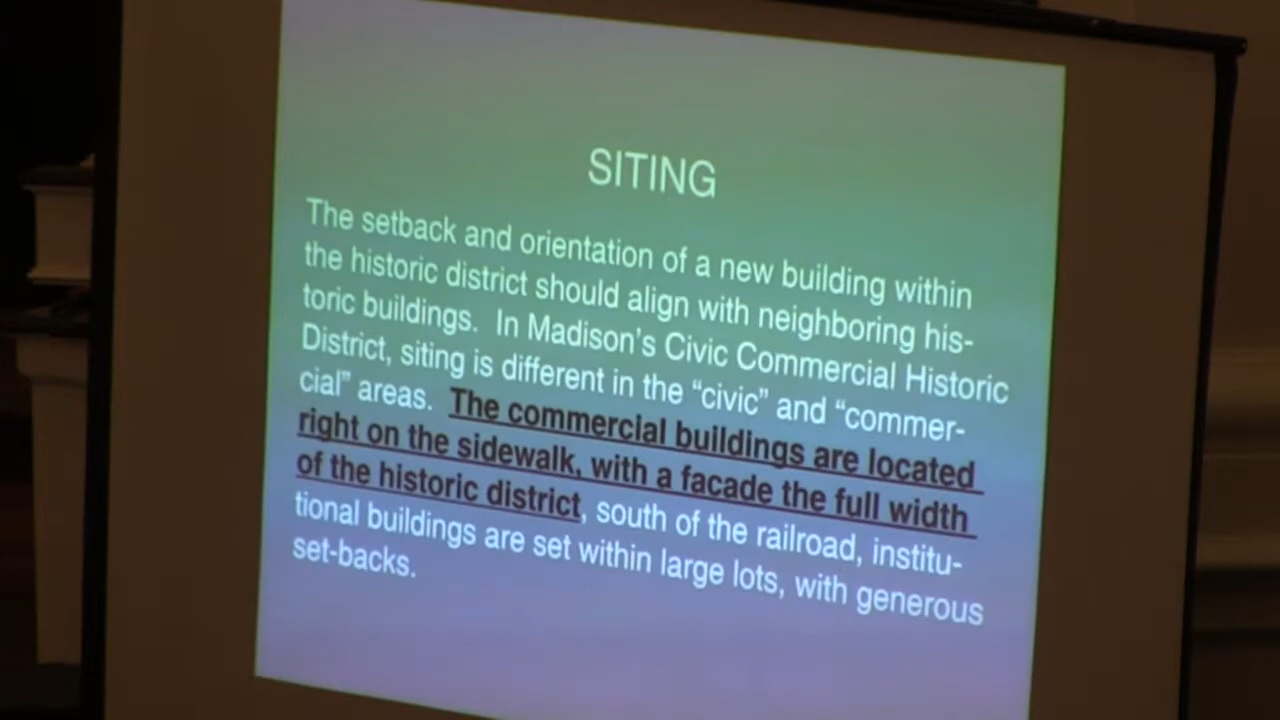 SITING
The setback and orientation of a new building within
the historic district should align with neighboring his-
toric buildings. In Madison's Civic Commercial Historic
District, siting is different in the “civic” and “commer-
cial” areas. The commercial buildings are located
right on the sidewalk, with a facade the full width
of the historic district, south of the railroad, institu-
tional buildings are set within large lots, with generous
set-backs.